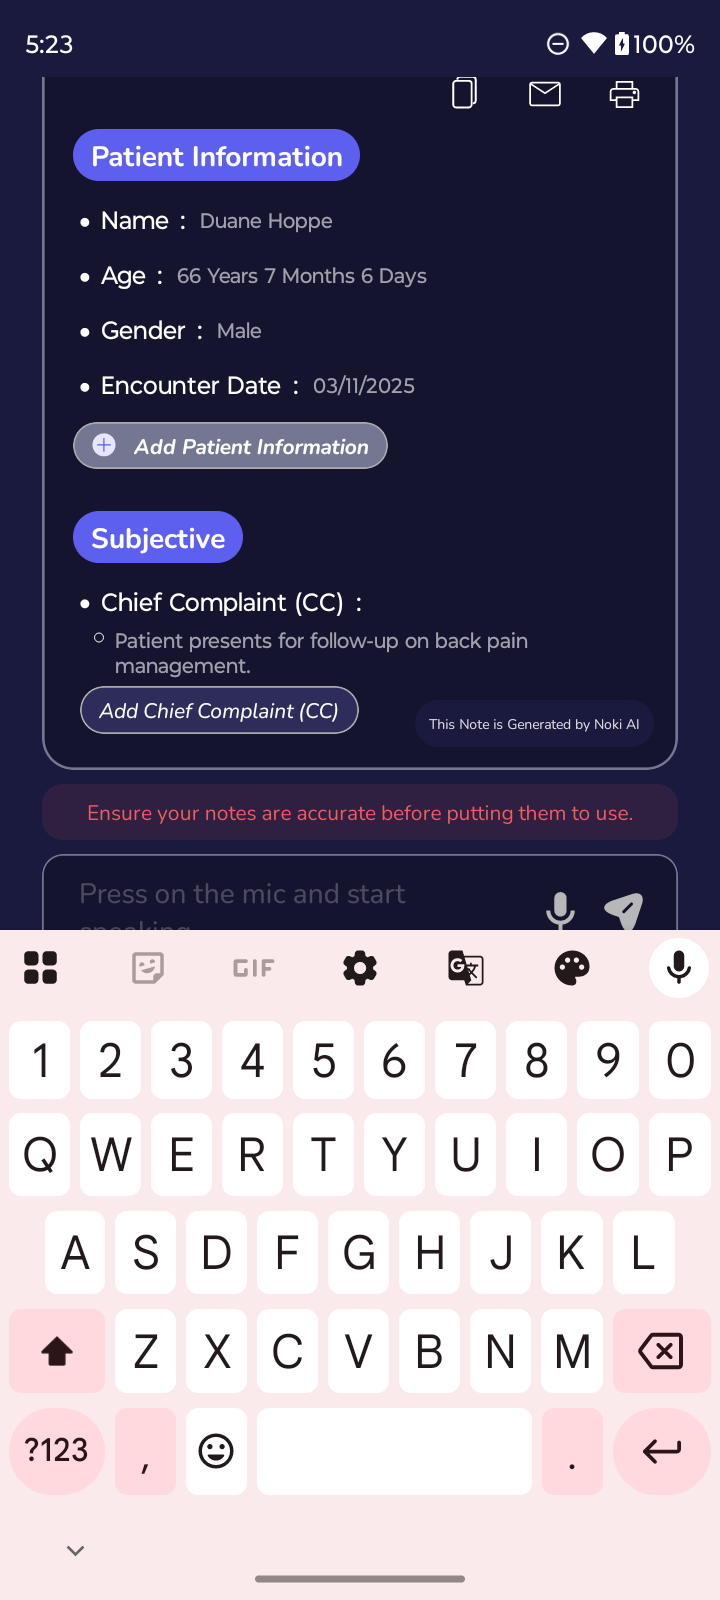 5:23
100%
Patient Information
• Name : Duane Hoppe
• Age : 66 Years 7 Months 6 Days
• Gender : Male
• Encounter Date : 03/11/2025
Add Patient Information
Subjective
• Chief Complaint (CC) :
Patient presents for follow-up on back pain
management.
Add Chief Complaint (CC)
This Note is Generated by Noki AI
Ensure your notes are accurate before putting them to use.
Press on the mic and start
speaking
GIF
1 2 3 4 5 6 7 8 9 0
Q W E R T Y U I O P
A S D F G H J K L
Z X C V B N M
?123 , .